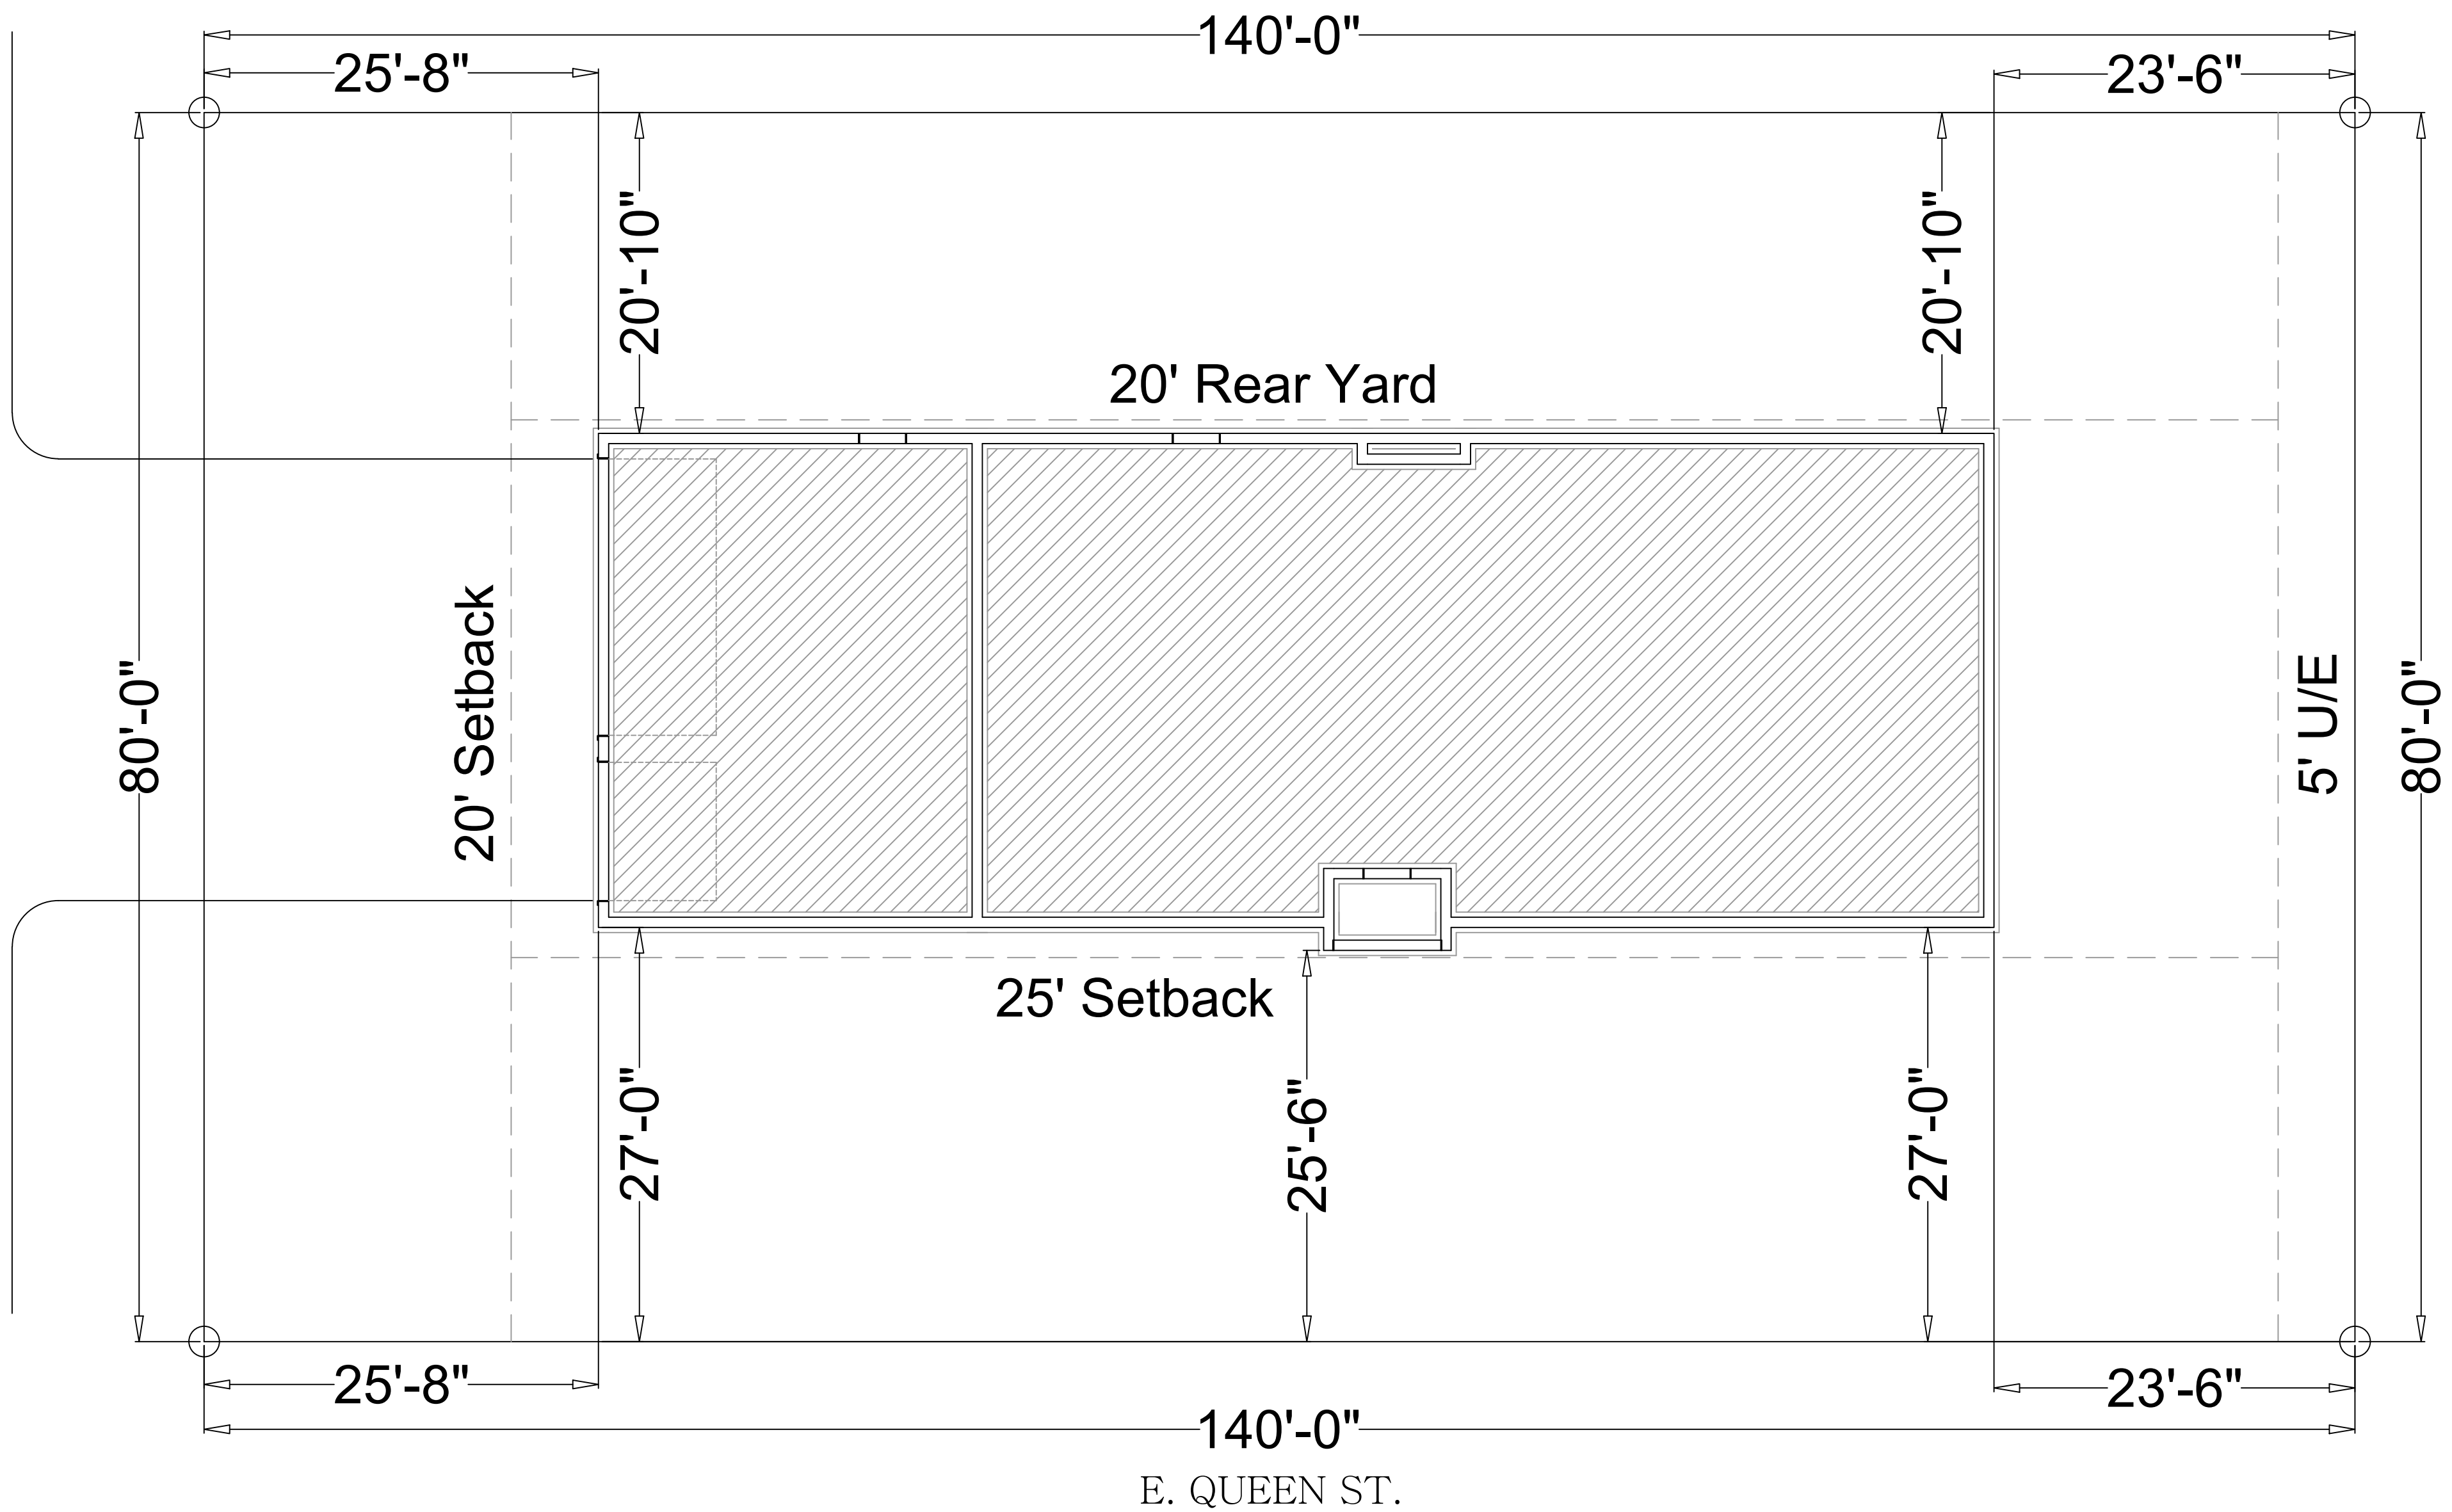 140'-0"
25'-8"
23'-6"
20'-10"
20'-10"
20' Rear Yard
80'-0"
20' Setback
5' U/E
80'-0"
25' Setback
27'-0"
25'-6"
27'-0"
25'-8"
23'-6"
140'-0"
E. QUEEN ST.